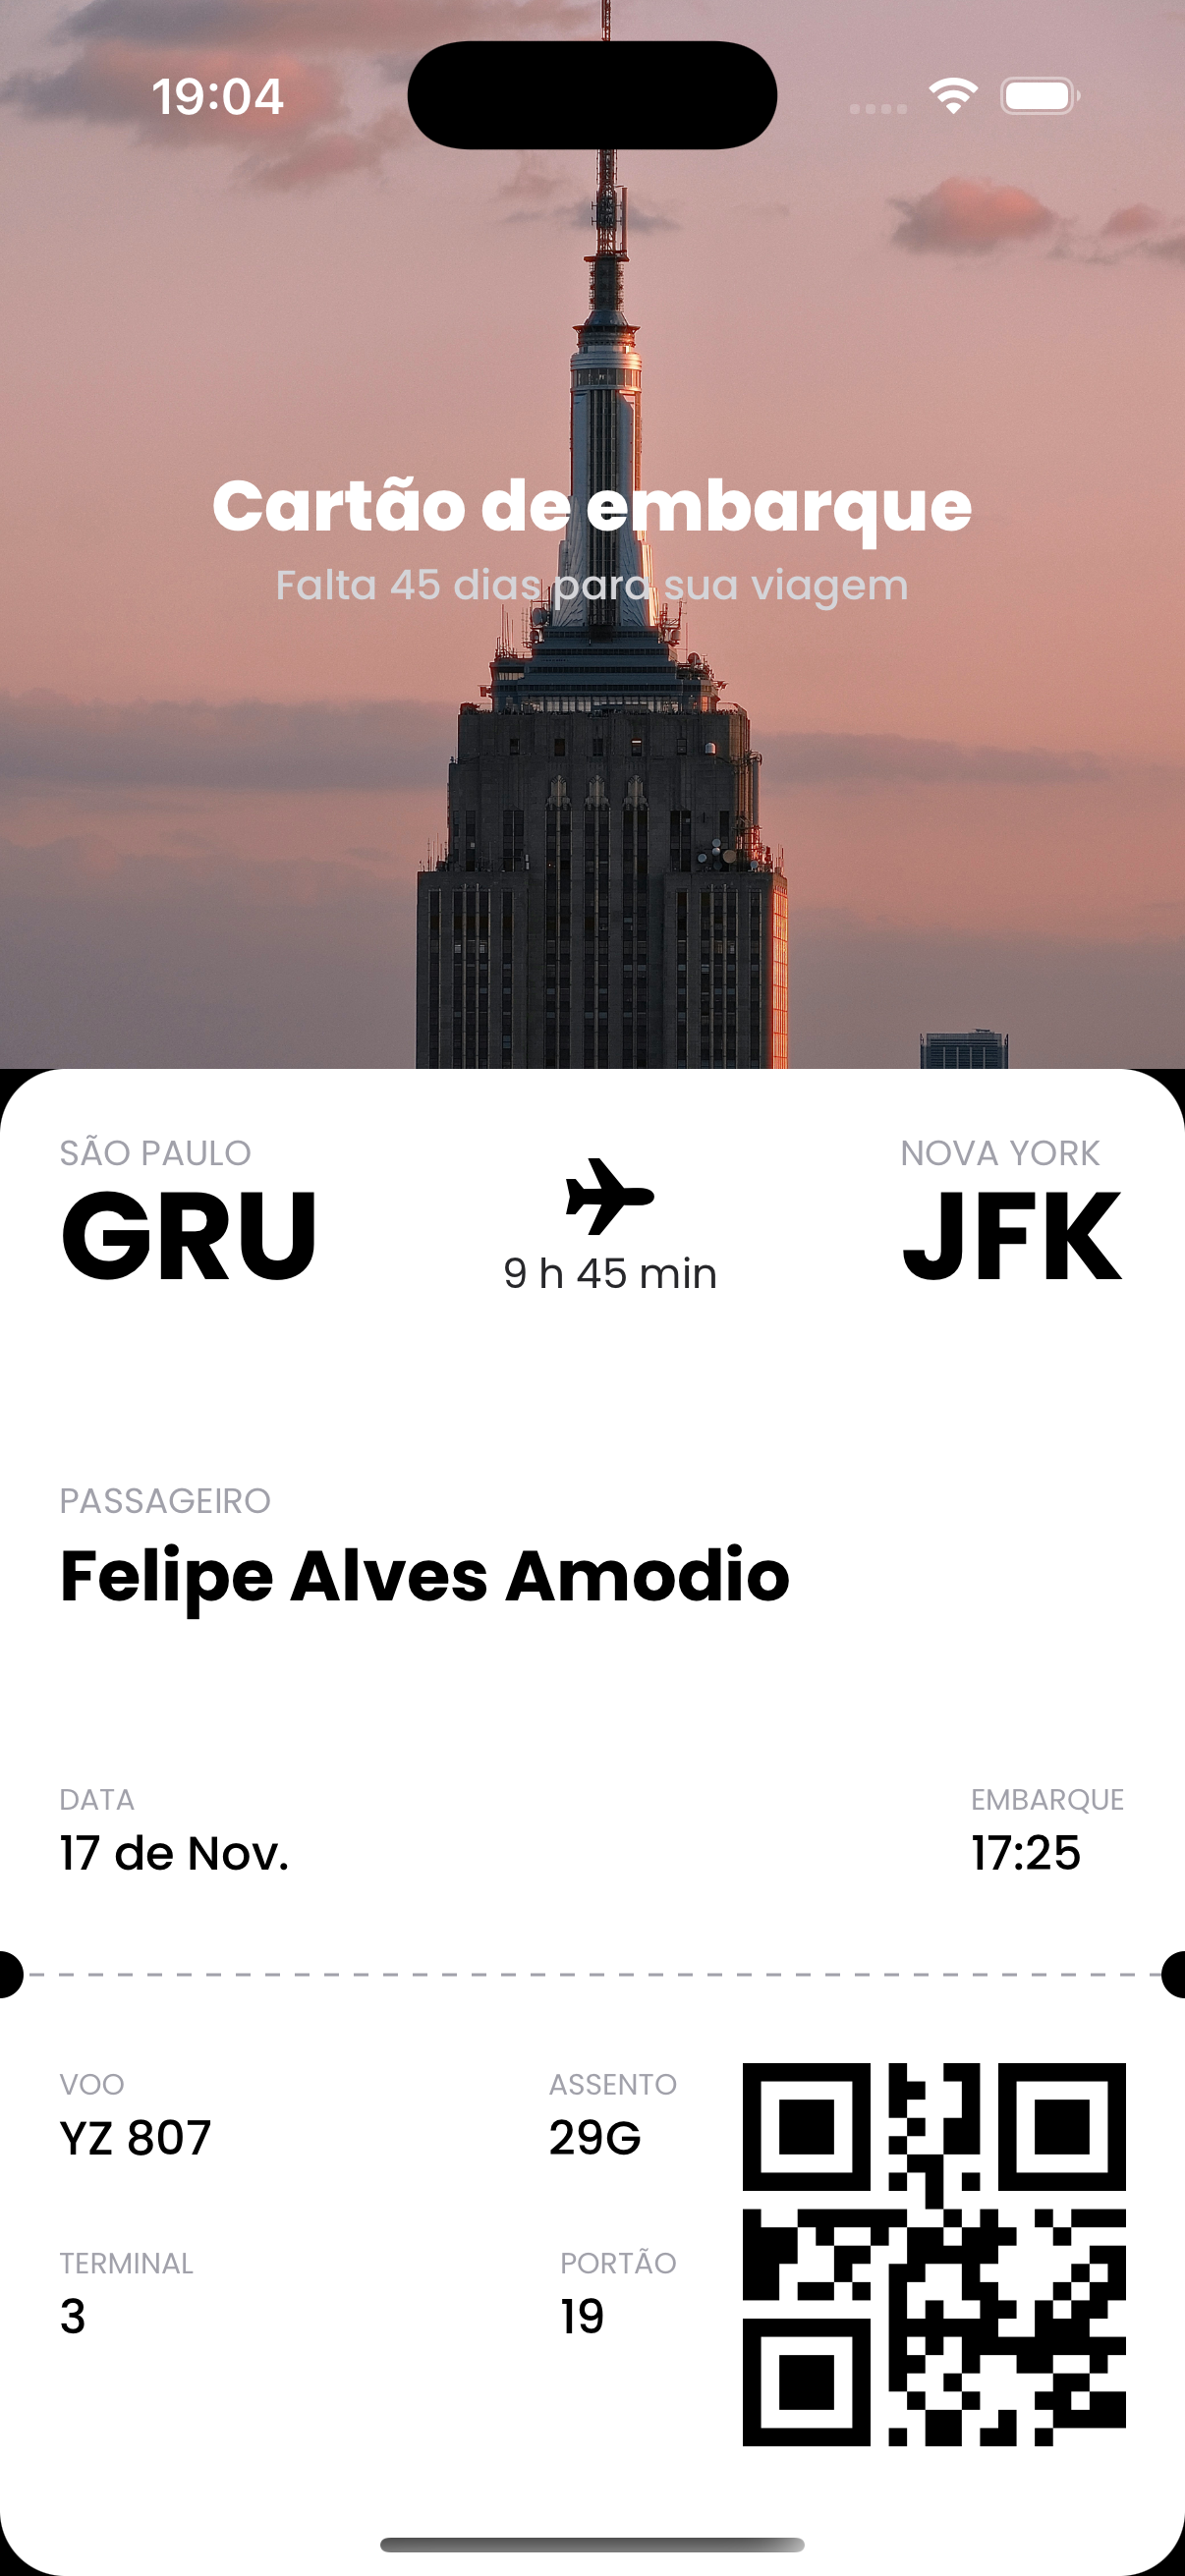 19:04
Cartão de embarque
Falta 45 dias para sua viagem
SÃO PAULO
GRU
9 h 45 min
NOVA YORK
JFK
PASSAGEIRO
Felipe Alves Amodio
DATA
17 de Nov.
EMBARQUE
17:25
VOO
YZ 807
ASSENTO
29G
TERMINAL
3
PORTÃO
19